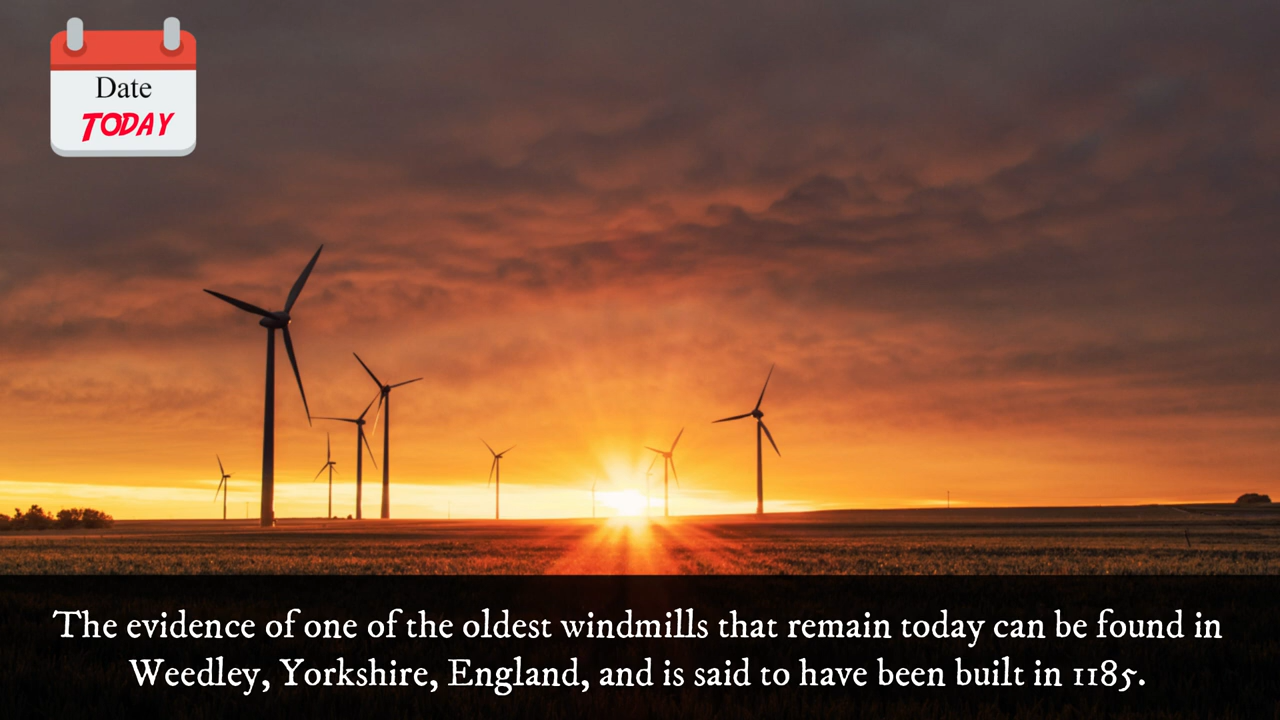 Date
TODAY
The evidence of one of the oldest windmills that remain today can be found in
Weedley, Yorkshire, England, and is said to have been built in 1185.